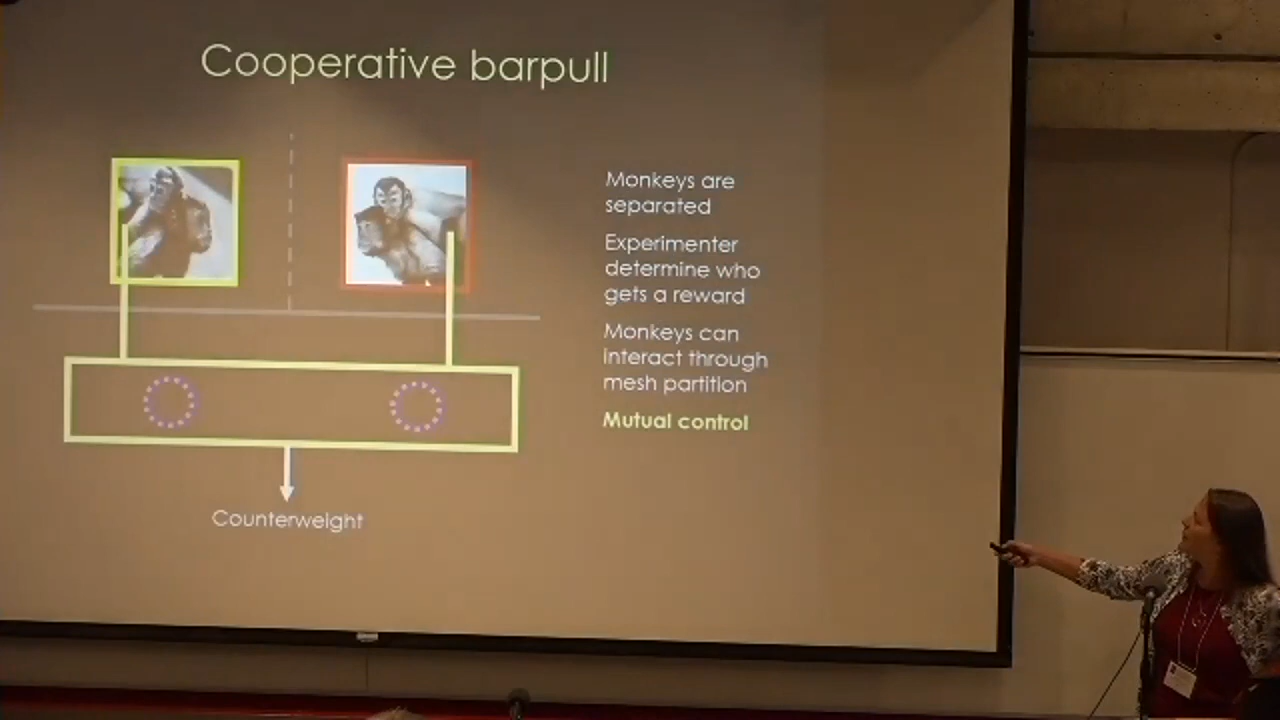 Cooperative barpull
Monkeys are
separated
Experimenter
determine who
gets a reward
Monkeys can
interact through
mesh partition
Mutual control
Counterweight